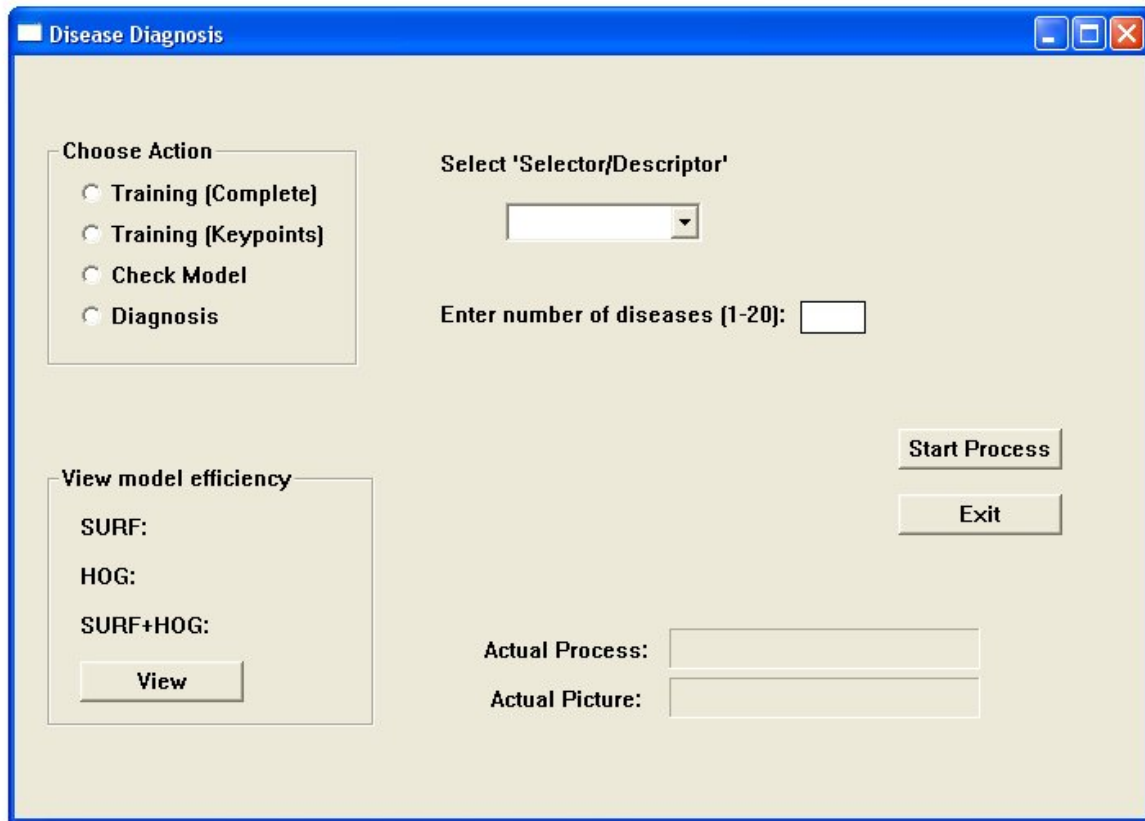 Disease Diagnosis
Choose Action
Training (Complete)
Training (Keypoints)
Check Model
Diagnosis
Select 'Selector/Descriptor'
Enter number of diseases (1-20):
Start Process
Exit
View model efficiency
SURF:
HOG:
SURF+HOG:
View
Actual Process:
Actual Picture: